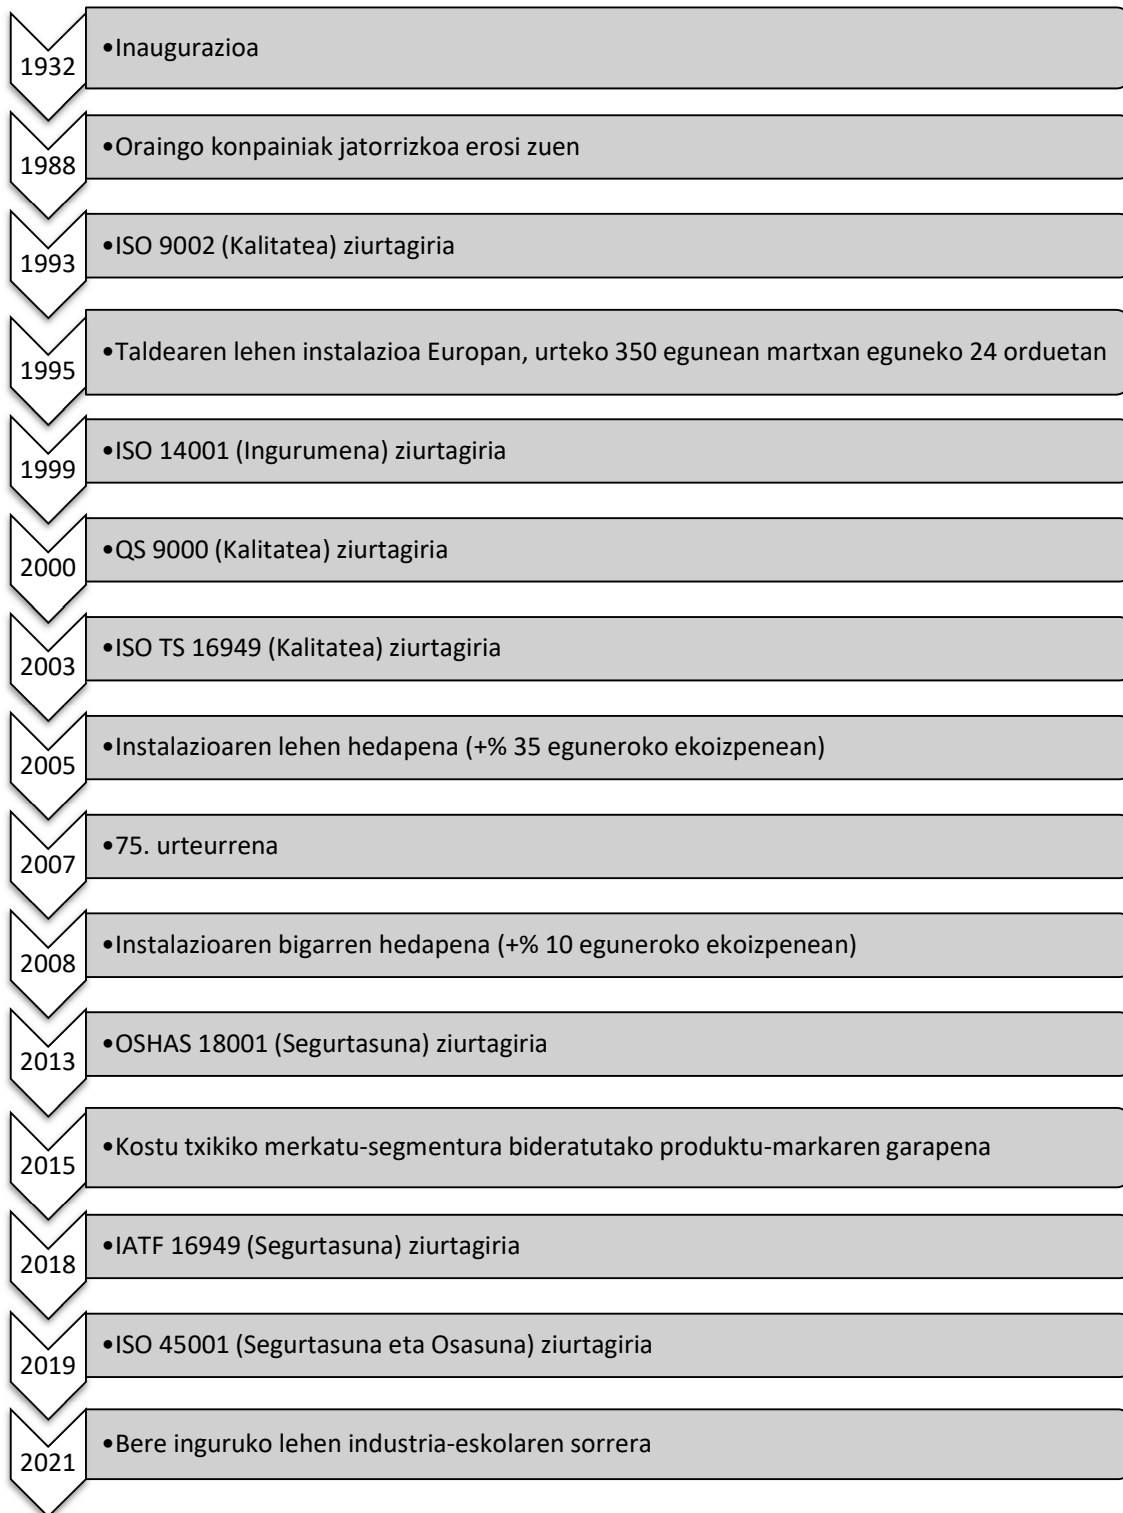 1932
•Inaugurazioa
1988
•Oraingo konpainiak jatorrizkoa erosi zuen
1993
•ISO 9002 (Kalitatea) ziurtagiria
1995
•Taldearen lehen instalazioa Europan, urteko 350 egunean martxan eguneko 24 orduetan
1999
•ISO 14001 (Ingurumena) ziurtagiria
2000
•QS 9000 (Kalitatea) ziurtagiria
2003
•ISO TS 16949 (Kalitatea) ziurtagiria
2005
•Instalazioaren lehen hedapena (+% 35 eguneroko ekoizpenean)
2007
•75. urteurrena
2008
•Instalazioaren bigarren hedapena (+% 10 eguneroko ekoizpenean)
2013
•OSHAS 18001 (Segurtasuna) ziurtagiria
2015
•Kostu txikiko merkatu-segmentura bideratutako produktu-markaren garapena
2018
•IATF 16949 (Segurtasuna) ziurtagiria
2019
•ISO 45001 (Segurtasuna eta Osasuna) ziurtagiria
2021
•Bere inguruko lehen industria-eskolaren sorrera